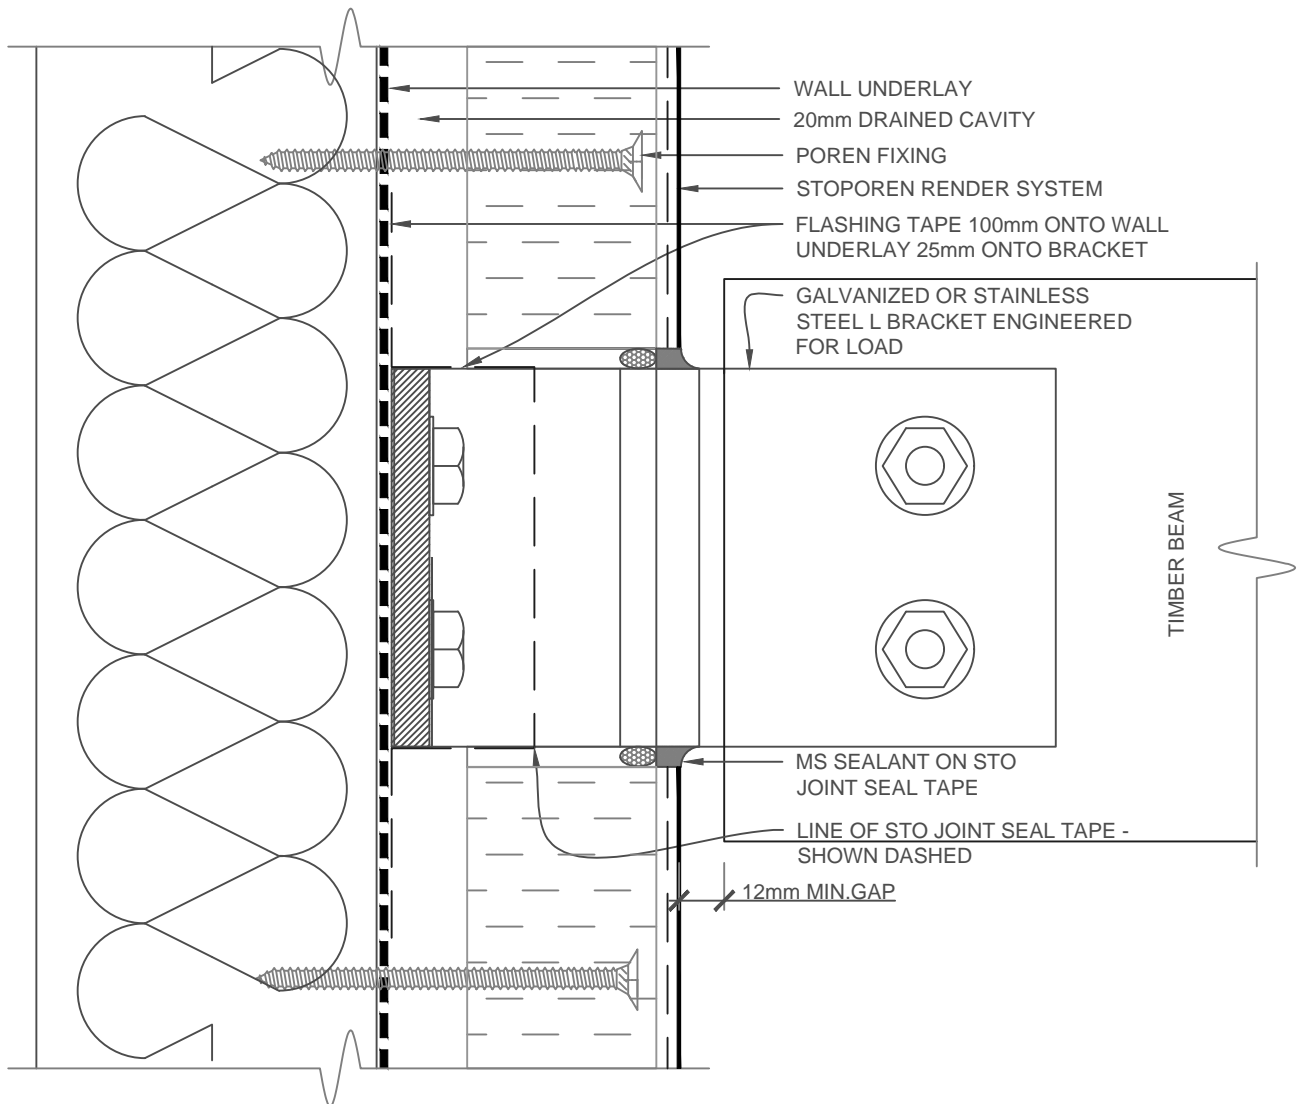 WALL UNDERLAY
20mm DRAINED CAVITY
POREN FIXING
STOPOREN RENDER SYSTEM
FLASHING TAPE 100mm ONTO WALL
UNDERLAY 25mm ONTO BRACKET
GALVANIZED OR STAINLESS
STEEL L BRACKET ENGINEERED
FOR LOAD
TIMBER BEAM
MS SEALANT ON STO
JOINT SEAL TAPE
LINE OF STO JOINT SEAL TAPE -
SHOWN DASHED
12mm MIN.GAP